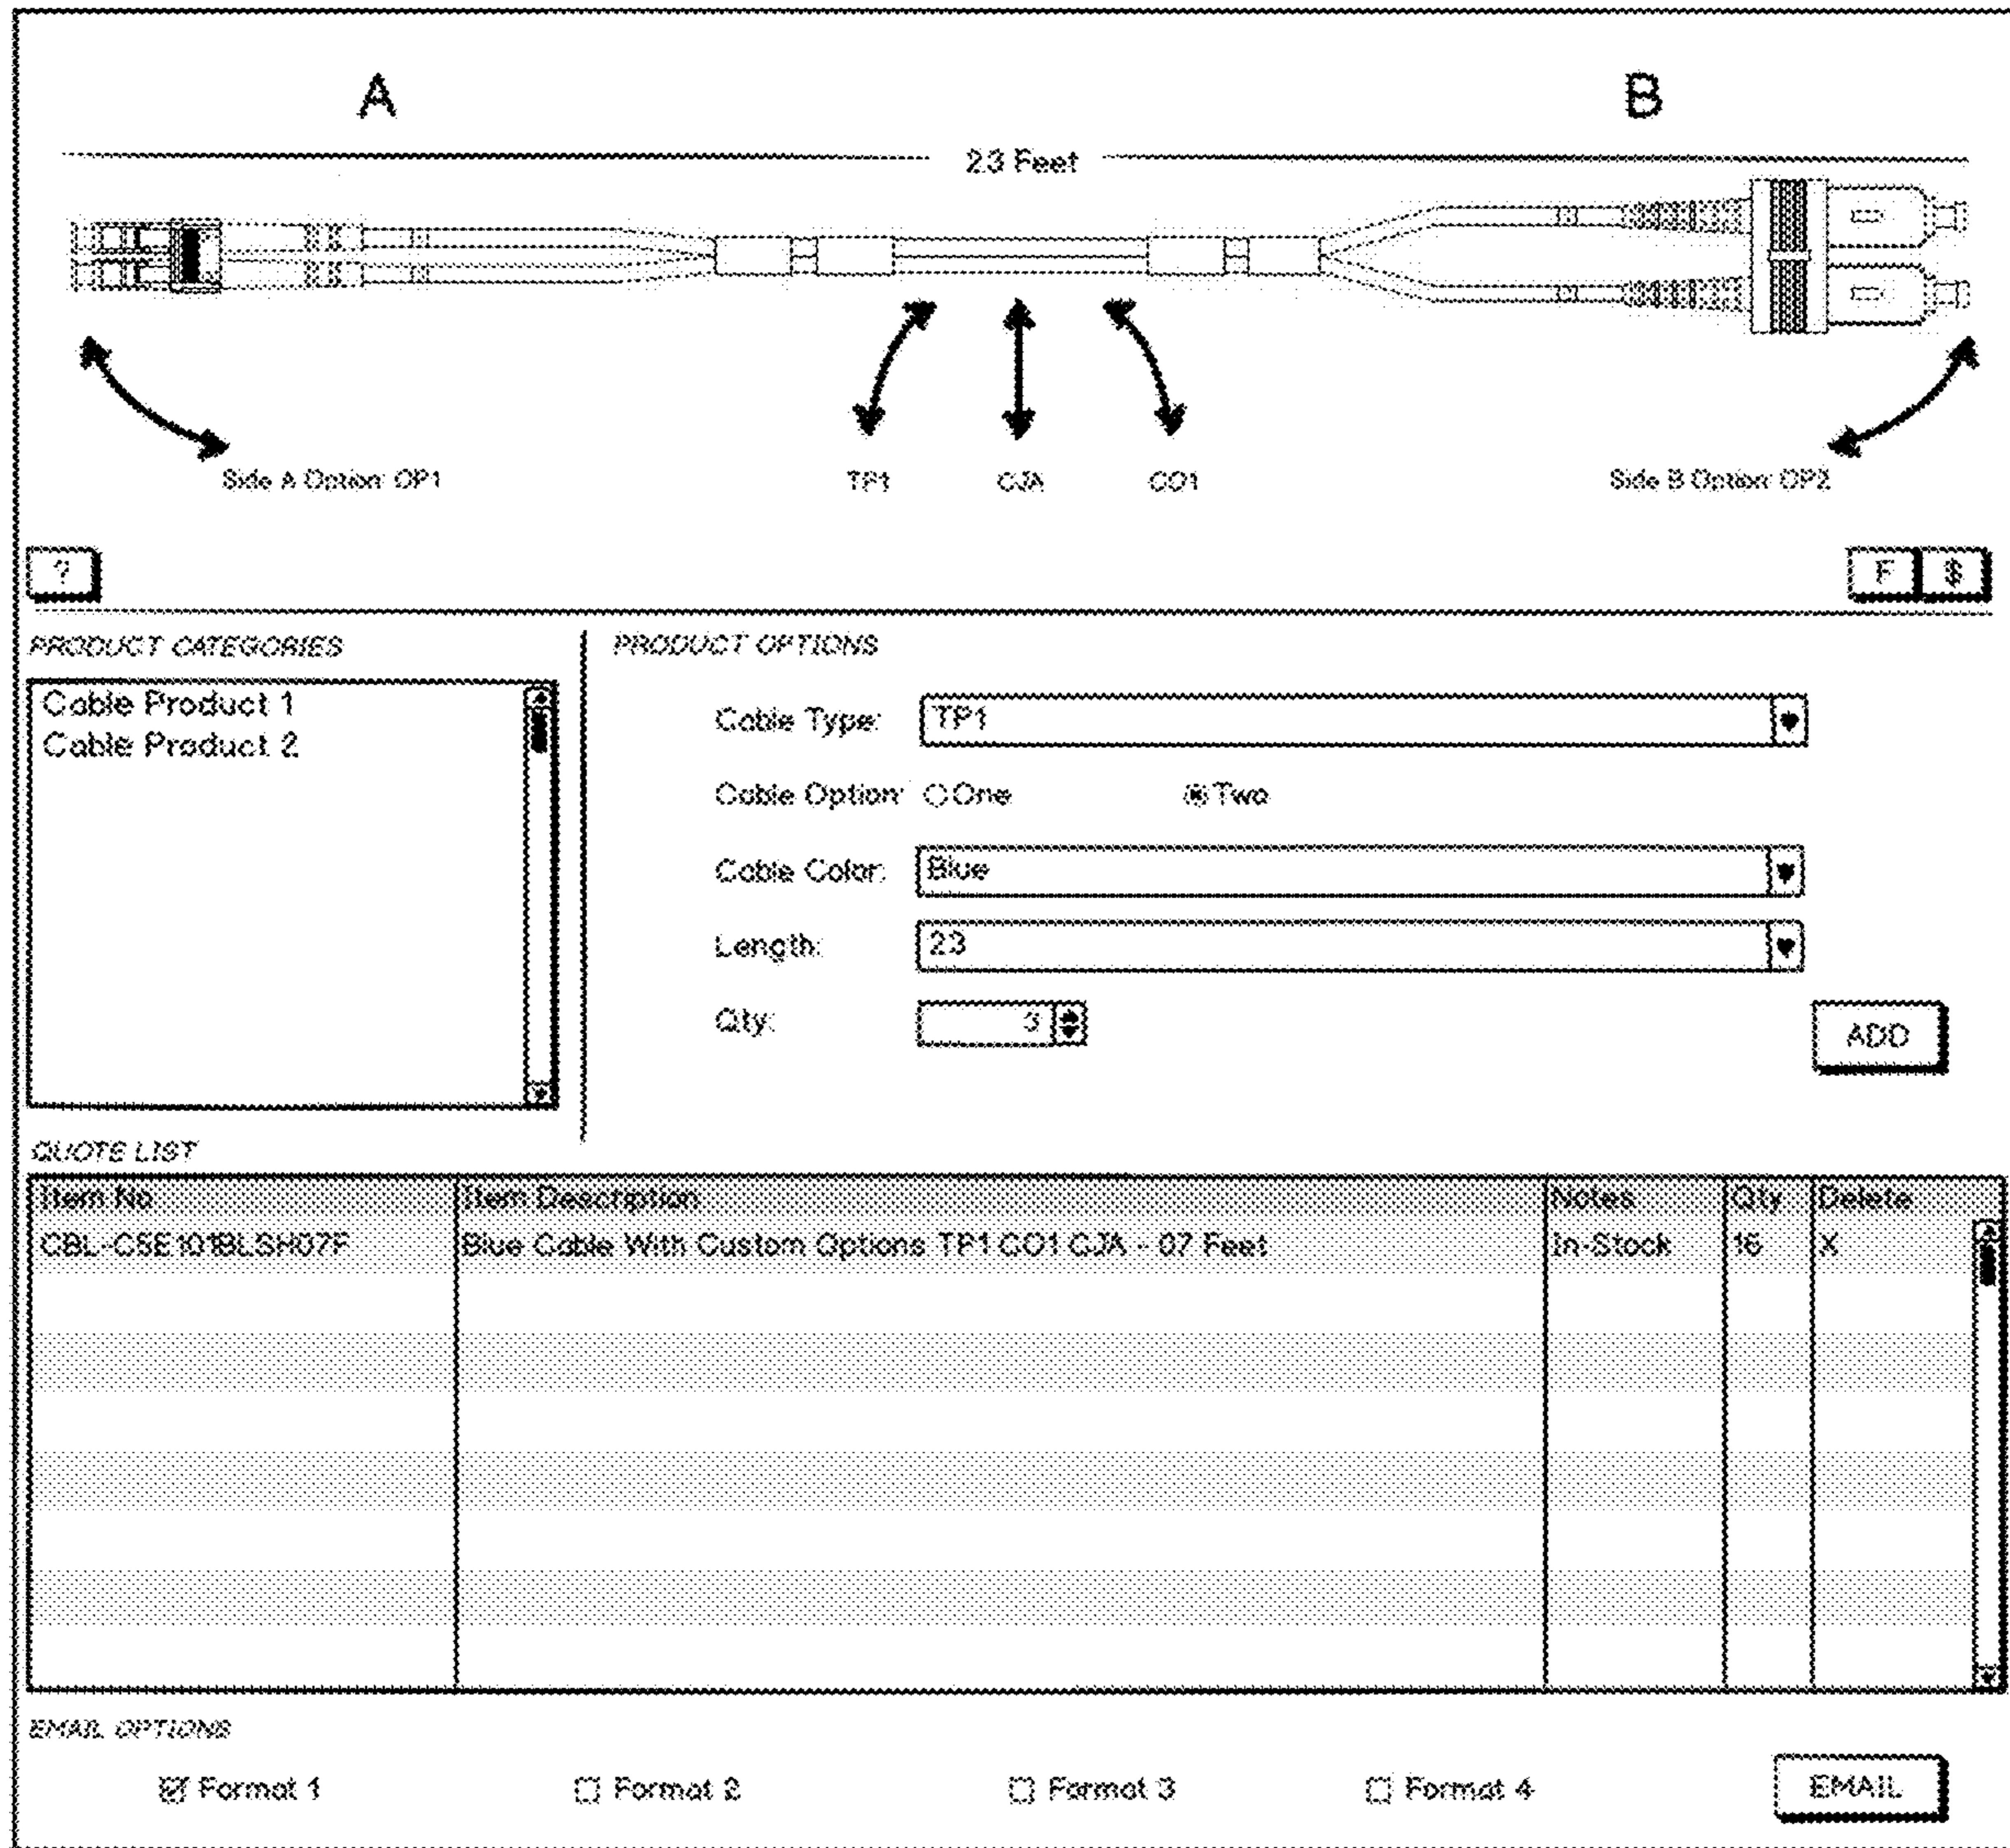 A B
23 Feet
Side A Option: OP1 TP1 CJA CO1 Side B Option: OP2
? F $
PRODUCT CATEGORIES PRODUCT OPTIONS
Cable Product 1
Cable Product 2
Cable Type: TP1
Cable Option: One Two
Cable Color: Blue
Length: 23
Qty: 3
ADD
QUOTE LIST
Item No Item Description Notes Qty Delete
CBL-C5E101BLSH07F Blue Cable With Custom Options TP1 CO1 CJA - 07 Feet In-Stock 16 X
EMAIL OPTIONS
Format 1 Format 2 Format 3 Format 4 EMAIL